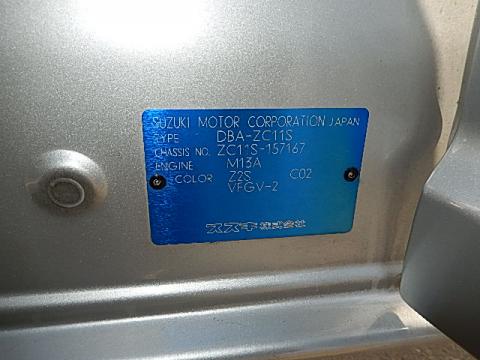 SUZUKI MOTOR CORPORATION JAPAN
TYPE DBA-ZC11S
CHASSIS NO. ZC11S-157167
ENGINE M13A
COLOR Z2S C02
VFGV-2
スズキ株式会社